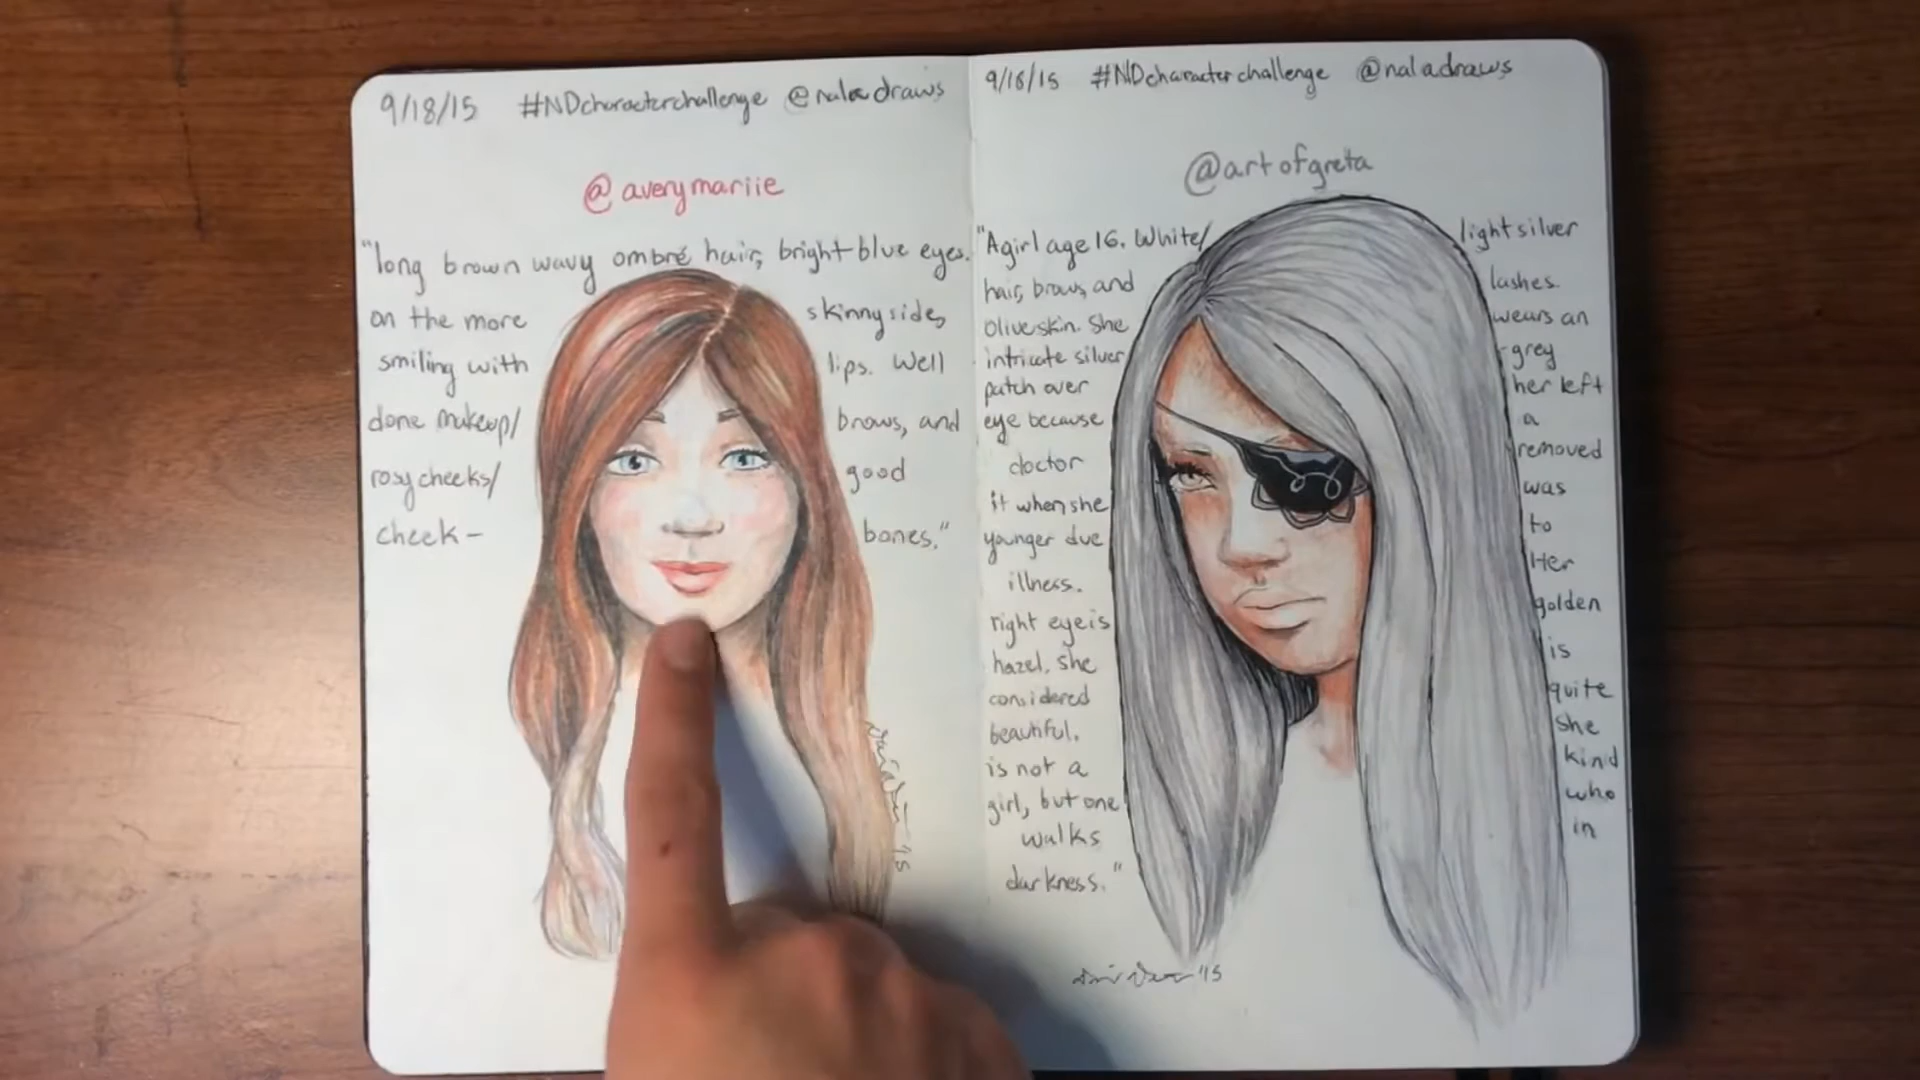 9/18/15 #NDcharacterchallenge @naladraws
@averymariie
"long brown wavy ombré hair, bright blue eyes.
on the more skinny side,
smiling with lips. Well
done makeup/ brows, and
rosy cheeks/ good
cheek- bones."
'15
9/18/15 #NDcharacterchallenge @naladraws
@artofgreta
"A girl age 16. White/ light silver
hair, brows, and lashes.
Olive skin. She wears an
intricate silver -grey
patch over her left
eye because a
doctor removed
it when she was
younger due to
illness. Her
right eye is golden
hazel. She is
considered quite
beautiful. She
is not a kind
girl, but one who
walks in
darkness."
'15